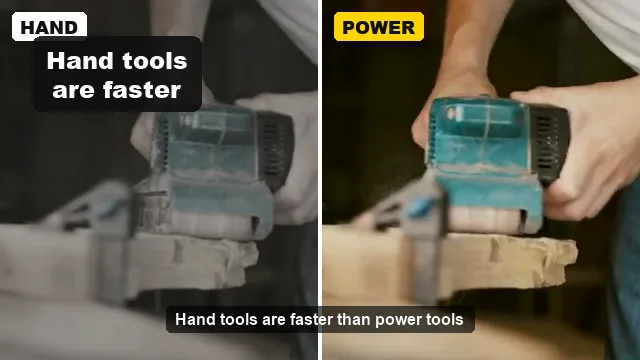 HAND
Hand tools
are faster
POWER
Hand tools are faster than power tools